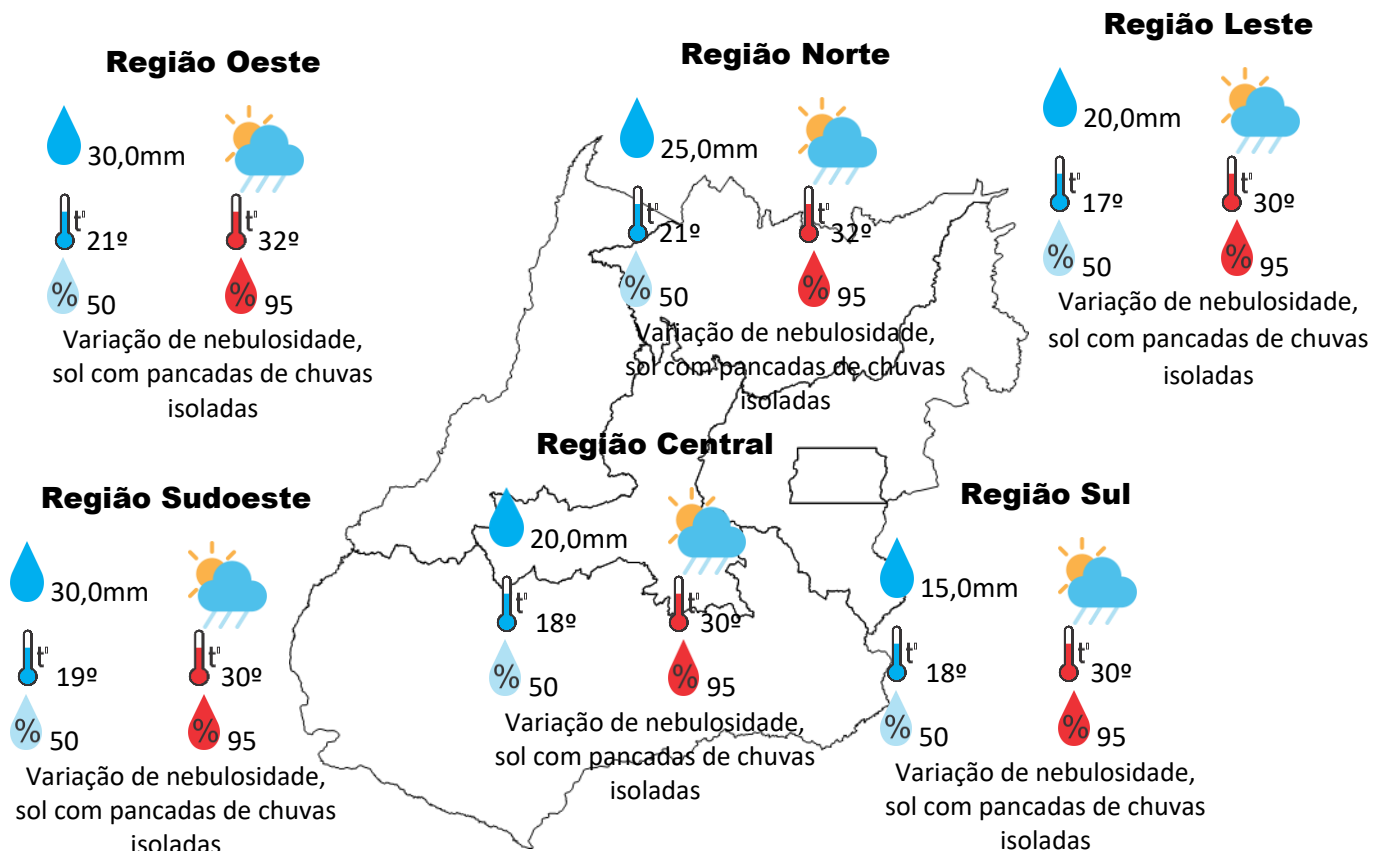 Região Oeste
30,0mm
t°
21º
32º
% 50
% 95
Variação de nebulosidade,
sol com pancadas de chuvas
isoladas
Região Norte
25,0mm
t°
21º
t°
32º
% 50
% 95
Variação de nebulosidade,
sol com pancadas de chuvas
isoladas
Região Leste
20,0mm
t°
17º
t°
30º
% 50
% 95
Variação de nebulosidade,
sol com pancadas de chuvas
isoladas
Região Sudoeste
30,0mm
t°
19º
t°
30º
% 50
% 95
Variação de nebulosidade,
sol com pancadas de chuvas
isoladas
Região Central
20,0mm
t°
18º
t°
30º
% 50
% 95
Variação de nebulosidade,
sol com pancadas de chuvas
isoladas
Região Sul
15,0mm
t°
18º
t°
30º
% 50
% 95
Variação de nebulosidade,
sol com pancadas de chuvas
isoladas